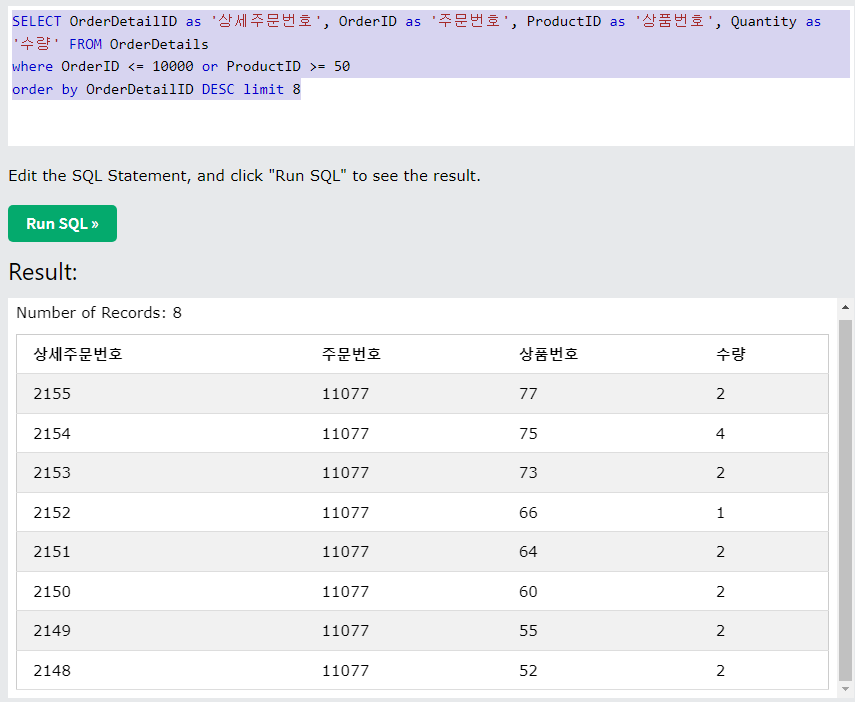 SELECT OrderDetailID as '상세주문번호', OrderID as '주문번호', ProductID as '상품번호', Quantity as
'수량' FROM OrderDetails
where OrderID <= 10000 or ProductID >= 50
order by OrderDetailID DESC limit 8
Edit the SQL Statement, and click "Run SQL" to see the result.
Run SQL »
Result:
Number of Records: 8
상세주문번호 주문번호 상품번호 수량
2155 11077 77 2
2154 11077 75 4
2153 11077 73 2
2152 11077 66 1
2151 11077 64 2
2150 11077 60 2
2149 11077 55 2
2148 11077 52 2